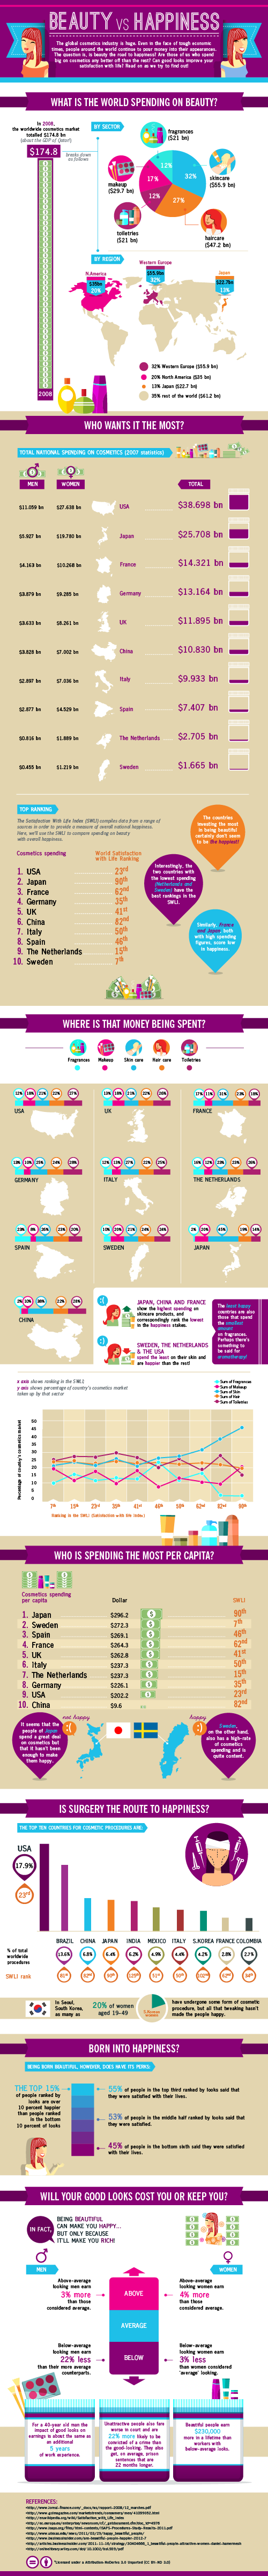 BEAUTY VS HAPPINESS
The global cosmetics industry is huge. Even in the face of tough economic
times, people around the world continue to pour money into their appearances.
The question is, is beauty the road to happiness? Are those of us who spend
big on cosmetics any better off than the rest? Can good looks improve your
satisfaction with life? Read on as we try to find out!
WHAT IS THE WORLD SPENDING ON BEAUTY?
In 2008,
the worldwide cosmetics market
totalled $174.8 bn
(about the GDP of Qatar!)
$174.8
breaks down
as follows
2008
BY SECTOR
fragrances
($21 bn)
makeup
($29.7 bn)
skincare
($55.9 bn)
toiletries
($21 bn)
haircare
($47.2 bn)
12%
17%
32%
12%
27%
BY REGION
N.America
$35bn
20%
Western Europe
$55.9bn
32%
Japan
$22.7bn
13%
32% Western Europe ($55.9 bn)
20% North America ($35 bn)
13% Japan ($22.7 bn)
35% rest of the world ($61.2 bn)
WHO WANTS IT THE MOST?
TOTAL NATIONAL SPENDING ON COSMETICS (2007 statistics)
MEN WOMEN TOTAL
$11.059 bn $27.638 bn USA $38.698 bn
$5.927 bn $19.780 bn Japan $25.708 bn
$4.163 bn $10.268 bn France $14.321 bn
$3.879 bn $9.285 bn Germany $13.164 bn
$3.633 bn $8.261 bn UK $11.895 bn
$3.828 bn $7.002 bn China $10.830 bn
$2.897 bn $7.036 bn Italy $9.933 bn
$2.877 bn $4.529 bn Spain $7.407 bn
$0.816 bn $1.889 bn The Netherlands $2.705 bn
$0.455 bn $1.219 bn Sweden $1.665 bn
TOP RANKING
The Satisfaction With Life Index (SWLI) compiles data from a range of
sources in order to provide a measure of overall national happiness.
Here, we'll use the SWLI to compare spending on beauty
with overall happiness.
Cosmetics spending World Satisfaction
with Life Ranking
1. USA 23rd
2. Japan 90th
3. France 62nd
4. Germany 35th
5. UK 41st
6. China 82nd
7. Italy 50th
8. Spain 46th
9. The Netherlands 15th
10. Sweden 7th
The countries
investing the most
in being beautiful
certainly don't seem
to be the happiest!
Interestingly, the
two countries with
the lowest spending
(Netherlands and
Sweden) have the
best rankings in the
SWLI.
Similarly, France
and Japan, both
with high spending
figures, score low
in happiness.
WHERE IS THAT MONEY BEING SPENT?
Fragrances Makeup Skin care Hair care Toiletries
USA
UK
FRANCE
GERMANY
ITALY
THE NETHERLANDS
SPAIN
SWEDEN
JAPAN
CHINA
JAPAN, CHINA AND FRANCE
show the highest spending on
skincare products, and
correspondingly rank the lowest
in the happiness stakes.
SWEDEN, THE NETHERLANDS
& THE USA
spend the least on their skin and
are happier than the rest!
The least happy
countries are also
those that spend
the smallest
amount
on fragrances.
Perhaps there's
something to
be said for
aromatherapy!
x axis shows ranking in the SWLI
y axis shows percentage of country's cosmetics market
taken up by that sector
Sum of Fragrances
Sum of Makeup
Sum of Skin
Sum of Hair
Sum of Toiletries
Percentage of country's cosmetics market
50
45
40
35
30
25
20
15
10
5
0
7th 15th 23rd 35th 41st 46th 50th 62nd 82nd 90th
Ranking in the SWLI (Satisfaction with life index)
WHO IS SPENDING THE MOST PER CAPITA?
Cosmetics spending
per capita Dollar SWLI
1. Japan $296.2 90th
2. Sweden $272.3 7th
3. Spain $269.1 46th
4. France $264.3 62nd
5. UK $262.8 41st
6. Italy $237.3 50th
7. The Netherlands $237.3 15th
8. Germany $226.1 35th
9. USA $202.2 23rd
10. China $9.6 82nd
not happy
happy
It seems that the
people of Japan
spend a great deal
on cosmetics but
that it hasn't been
enough to make
them happy.
Sweden,
on the other hand,
also has a high-rate
of cosmetics
spending and is
quite content.
IS SURGERY THE ROUTE TO HAPPINESS?
THE TOP TEN COUNTRIES FOR COSMETIC PROCEDURES ARE:
USA
17.9%
23rd
BRAZIL CHINA JAPAN INDIA MEXICO ITALY S.KOREA FRANCE COLOMBIA
% of total
worldwide
procedures
13.6% 6.8% 6.4% 5.2% 4.9% 4.4% 4.2% 2.8% 2.7%
SWLI rank
81st 82nd 90th 125th 51st 50th 102nd 62nd 34th
In Seoul,
South Korea,
as many as
20% of women
aged 19-49
S.Korean
women
have undergone some form of cosmetic
procedure, but all that tweaking hasn't
made the people happy.
BORN INTO HAPPINESS?
BEING BORN BEAUTIFUL, HOWEVER, DOES HAVE ITS PERKS:
THE TOP 15%
of people ranked by
looks are over
10 percent happier
than people ranked
in the bottom
10 percent of looks
55% of people in the top third ranked by looks said that
they were satisfied with their lives.
53% of people in the middle half ranked by looks said that
they were satisfied.
45% of people in the bottom sixth said they were satisfied
with their lives.
WILL YOUR GOOD LOOKS COST YOU OR KEEP YOU?
IN FACT,
BEING BEAUTIFUL
CAN MAKE YOU HAPPY...
BUT ONLY BECAUSE
IT'LL MAKE YOU RICH!
MEN
WOMEN
Above-average
looking men earn
3% more
than those
considered average.
ABOVE
AVERAGE
BELOW
Above-average
looking women earn
4% more
than those
considered average.
Below-average
looking men earn
22% less
than their more average
counterparts.
Below-average
looking women earn
3% less
than women considered
'average' looking.
For a 40-year old man the
impact of good looks on
earnings is about the same as
an additional
5 years
of work experience.
Unattractive people also fare
worse in court and are
22% more likely to be
convicted of a crime than
the good-looking. They also
get, on average, prison
sentences that are
22 months longer.
Beautiful people earn
$230,000
more in a lifetime than
workers with
below-average looks.
REFERENCES: